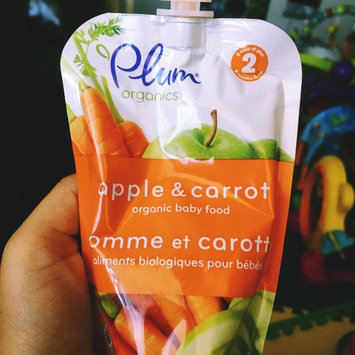 Plum
organics
2
apple & carrot
organic baby food
omme et carott
aliments biologiques pour bébés